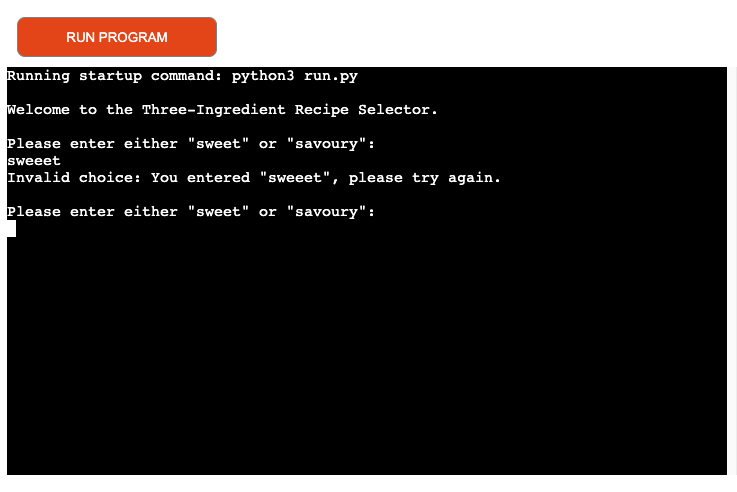 RUN PROGRAM
Running startup command: python3 run.py
Welcome to the Three-Ingredient Recipe Selector.
Please enter either "sweet" or "savoury":
sweeet
Invalid choice: You entered "sweeet", please try again.
Please enter either "sweet" or "savoury":